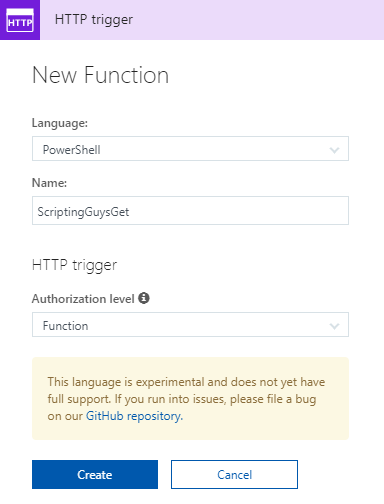 HTTP
HTTP trigger
New Function
Language:
PowerShell
Name:
ScriptingGuysGet
HTTP trigger
Authorization level
Function
This language is experimental and does not yet have
full support. If you run into issues, please file a bug
on our GitHub repository.
Create
Cancel